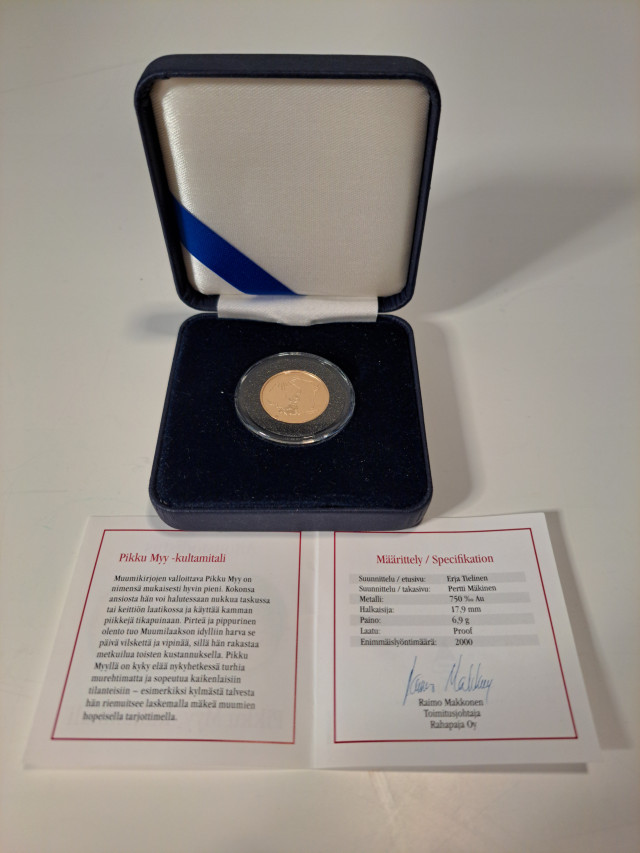 Pikku Myy -kultamitali
Muumikirjojen valloittava Pikku Myy on
nimensä mukaisesti hyvin pieni. Kokonsa
ansiosta hän voi halutessaan nukkua taskussa
tai keittiön laatikossa ja käyttää kamman
piikkejä tikapuinaan. Pirteä ja pippurinen
olento tuo Muumilaakson idylliin harva se
päivä vilskettä ja vipinää, sillä hän rakastaa
metkuilua toisten kustannuksella. Pikku
Myyllä on kyky elää nykyhetkessä turhia
murehtimatta ja sopeutua kaikenlaisiin
tilanteisiin – esimerkiksi kylmästä talvesta
hän riemuitsee laskemalla mäkeä muumien
hopeisella tarjottimella.
Määrittely / Specifikation
Suunnittelu / etusivu: Erja Tielinen
Suunnittelu / takasivu: Pertti Mäkinen
Metalli: 750 ‰ Au
Halkaisija: 17,9 mm
Paino: 6,9 g
Laatu: Proof
Enimmäislyöntimäärä: 2000
Raimo Makkonen
Toimitusjohtaja
Rahapaja Oy